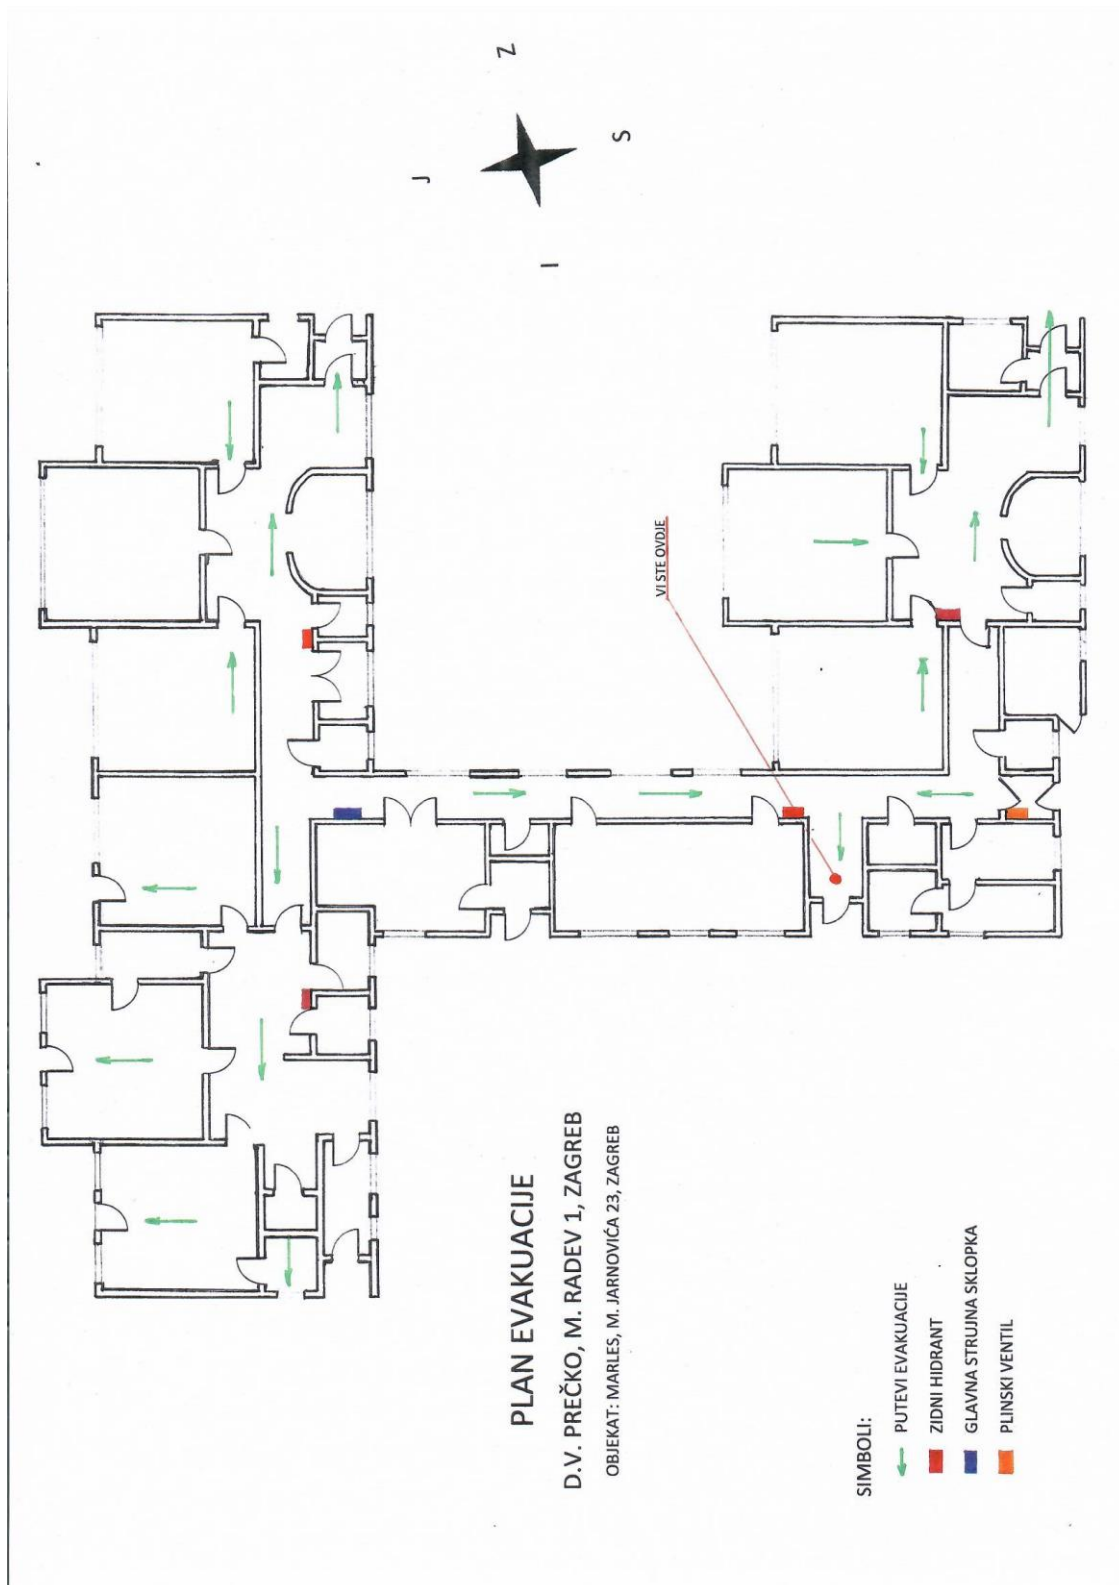 Z
J
S
I
VI STE OVDJE
PLAN EVAKUACIJE
D.V. PREČKO, M. RADEV 1, ZAGREB
OBJEKAT: MARLES, M. JARNOVIĆA 23, ZAGREB
SIMBOLI:
PUTEVI EVAKUACIJE
ZIDNI HIDRANT
GLAVNA STRUJNA SKLOPKA
PLINSKI VENTIL